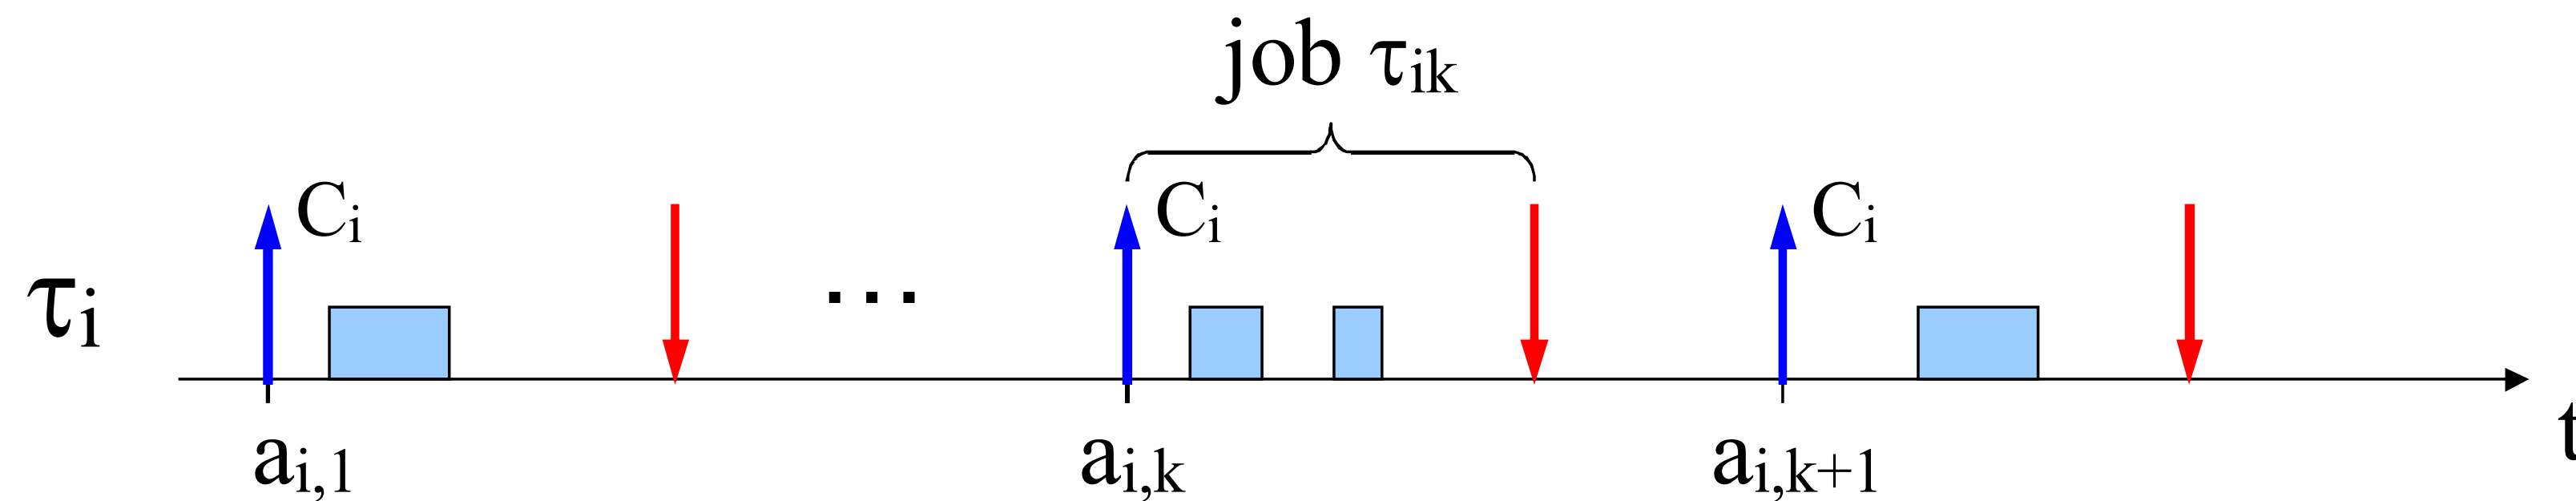 job τik
Ci Ci Ci
τi ...
ai,1 ai,k ai,k+1 t